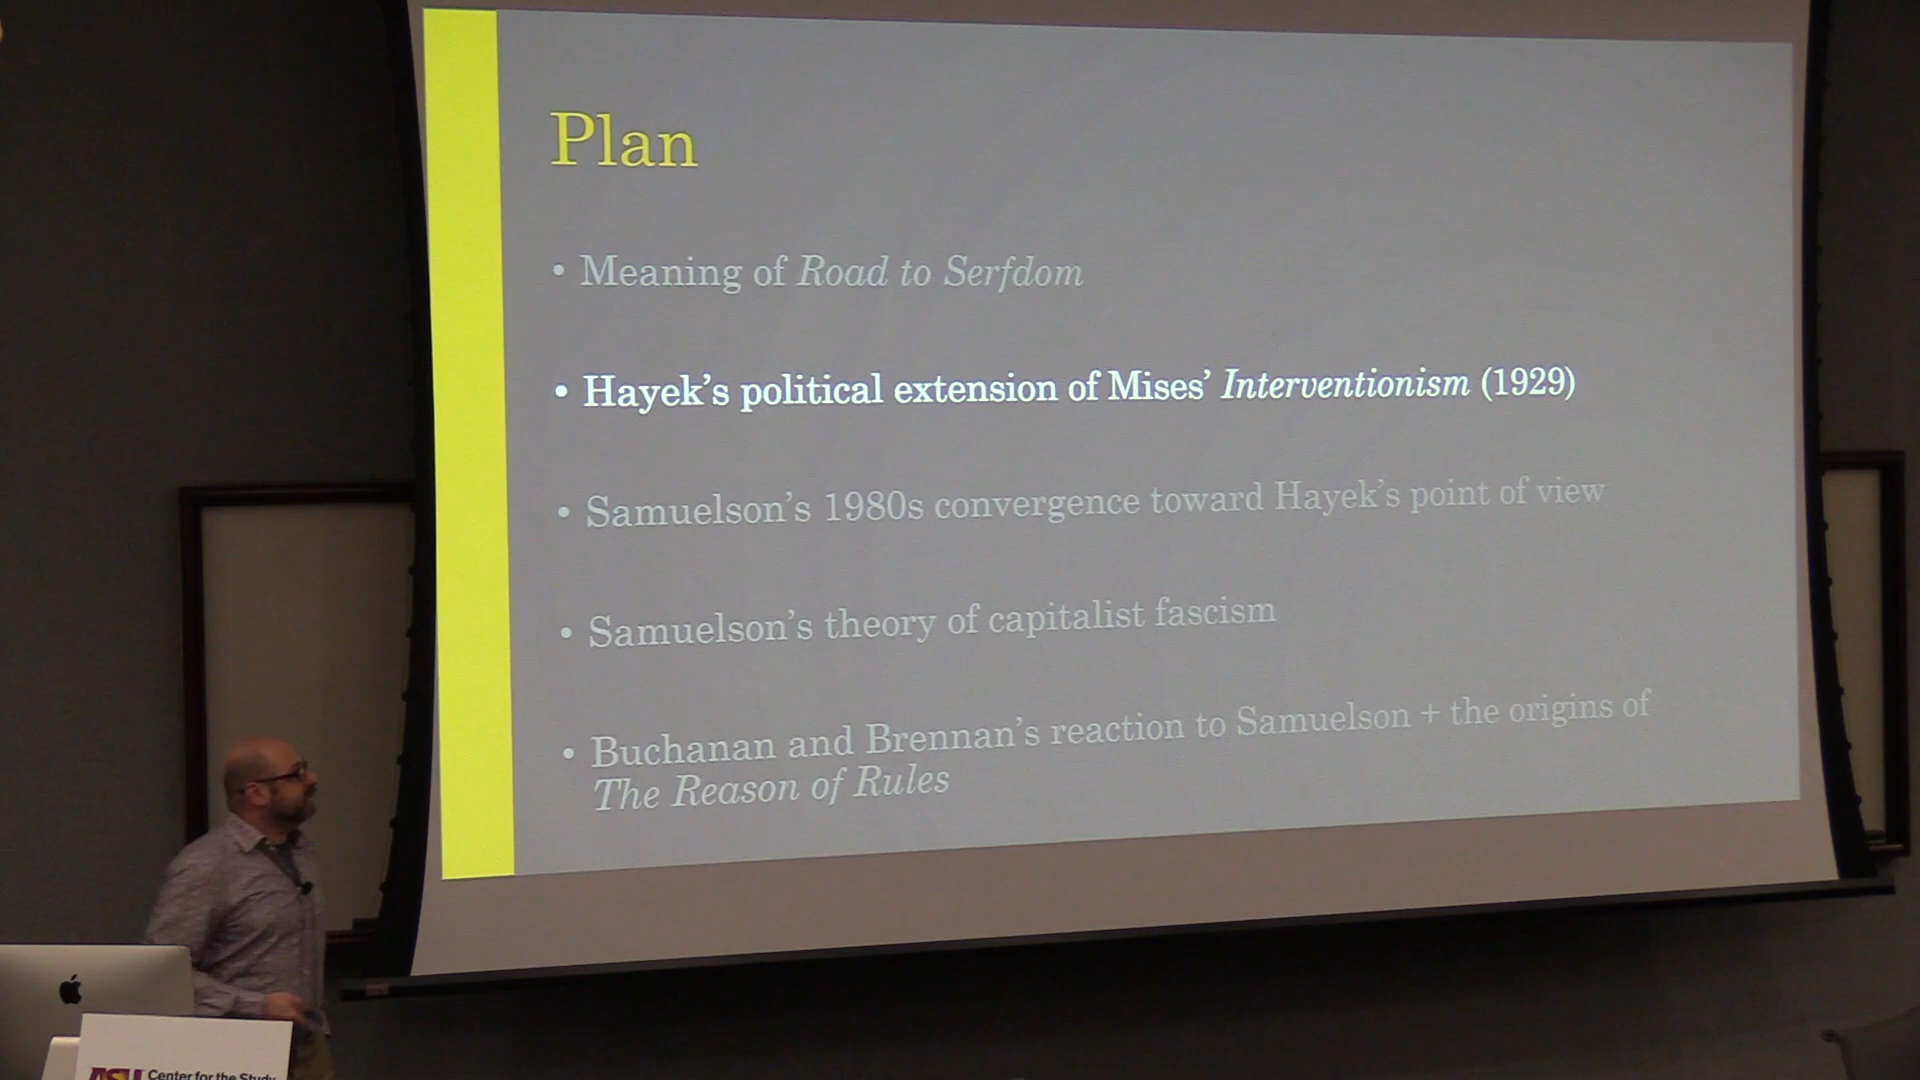 Plan
• Meaning of Road to Serfdom
• Hayek's political extension of Mises' Interventionism (1929)
• Samuelson's 1980s convergence toward Hayek's point of view
• Samuelson's theory of capitalist fascism
• Buchanan and Brennan's reaction to Samuelson + the origins of
The Reason of Rules
ASU Center for the Study